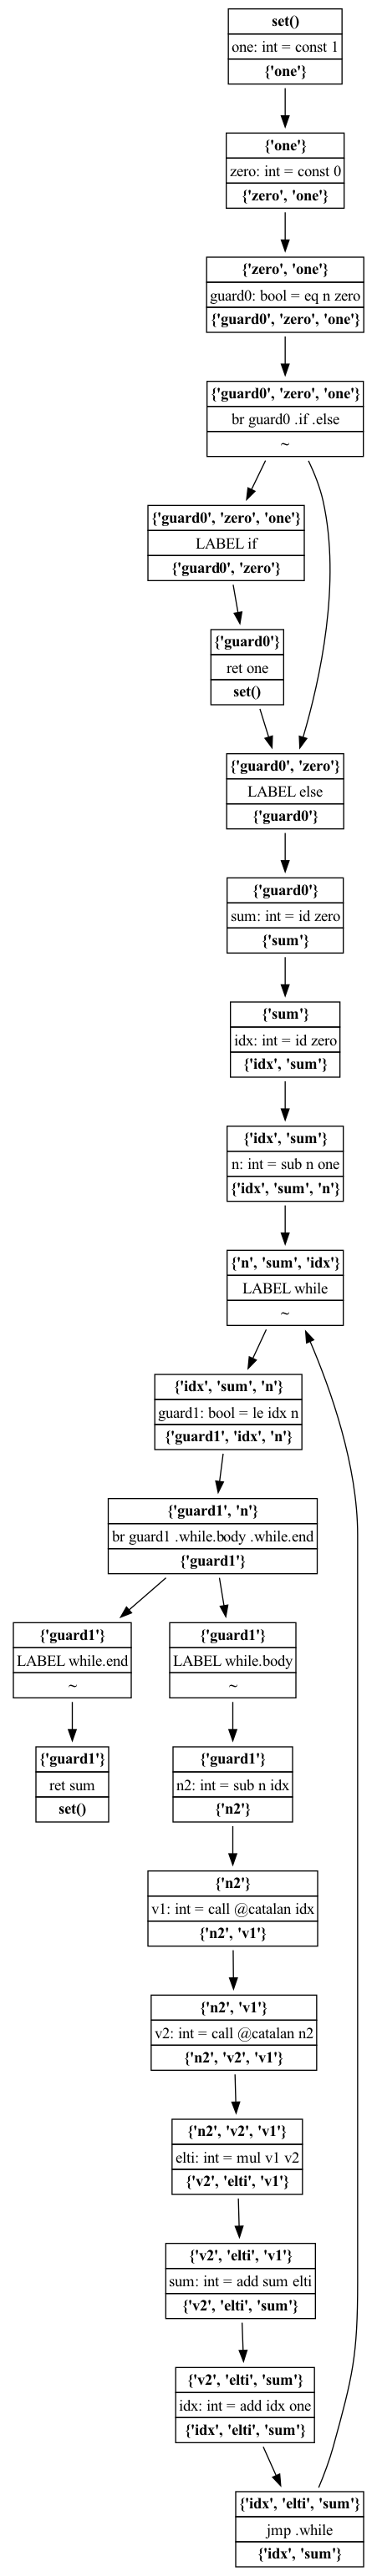 set()
one: int = const 1
{'one'}
{'one'}
zero: int = const 0
{'zero', 'one'}
{'zero', 'one'}
guard0: bool = eq n zero
{'guard0', 'zero', 'one'}
{'guard0', 'zero', 'one'}
br guard0 .if .else
~
{'guard0', 'zero', 'one'}
LABEL if
{'guard0', 'zero'}
{'guard0'}
ret one
set()
{'guard0', 'zero'}
LABEL else
{'guard0'}
{'guard0'}
sum: int = id zero
{'sum'}
{'sum'}
idx: int = id zero
{'idx', 'sum'}
{'idx', 'sum'}
n: int = sub n one
{'idx', 'sum', 'n'}
{'n', 'sum', 'idx'}
LABEL while
~
{'idx', 'sum', 'n'}
guard1: bool = le idx n
{'guard1', 'idx', 'n'}
{'guard1', 'n'}
br guard1 .while.body .while.end
{'guard1'}
{'guard1'}
LABEL while.end
~
{'guard1'}
LABEL while.body
~
{'guard1'}
ret sum
set()
{'guard1'}
n2: int = sub n idx
{'n2'}
{'n2'}
v1: int = call @catalan idx
{'n2', 'v1'}
{'n2', 'v1'}
v2: int = call @catalan n2
{'n2', 'v2', 'v1'}
{'n2', 'v2', 'v1'}
elti: int = mul v1 v2
{'v2', 'elti', 'v1'}
{'v2', 'elti', 'v1'}
sum: int = add sum elti
{'v2', 'elti', 'sum'}
{'v2', 'elti', 'sum'}
idx: int = add idx one
{'idx', 'elti', 'sum'}
{'idx', 'elti', 'sum'}
jmp .while
{'idx', 'sum'}